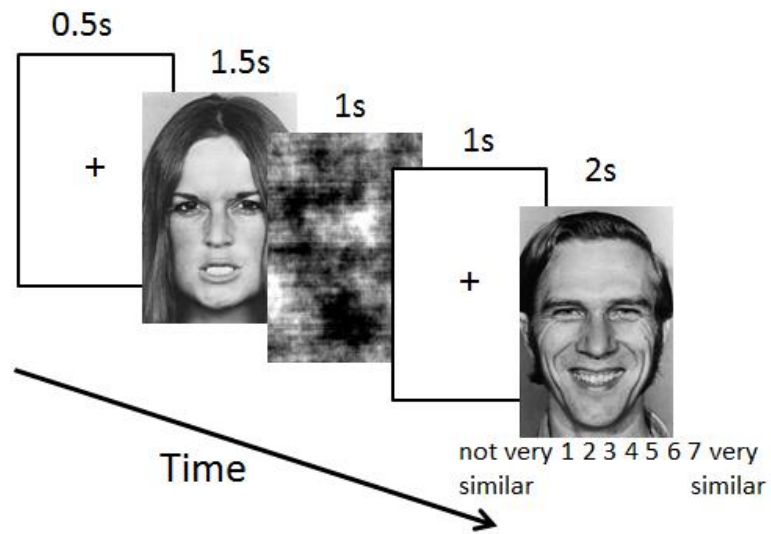 0.5s
1.5s
1s
1s
2s
+
+
Time
not very 1 2 3 4 5 6 7 very
similar similar